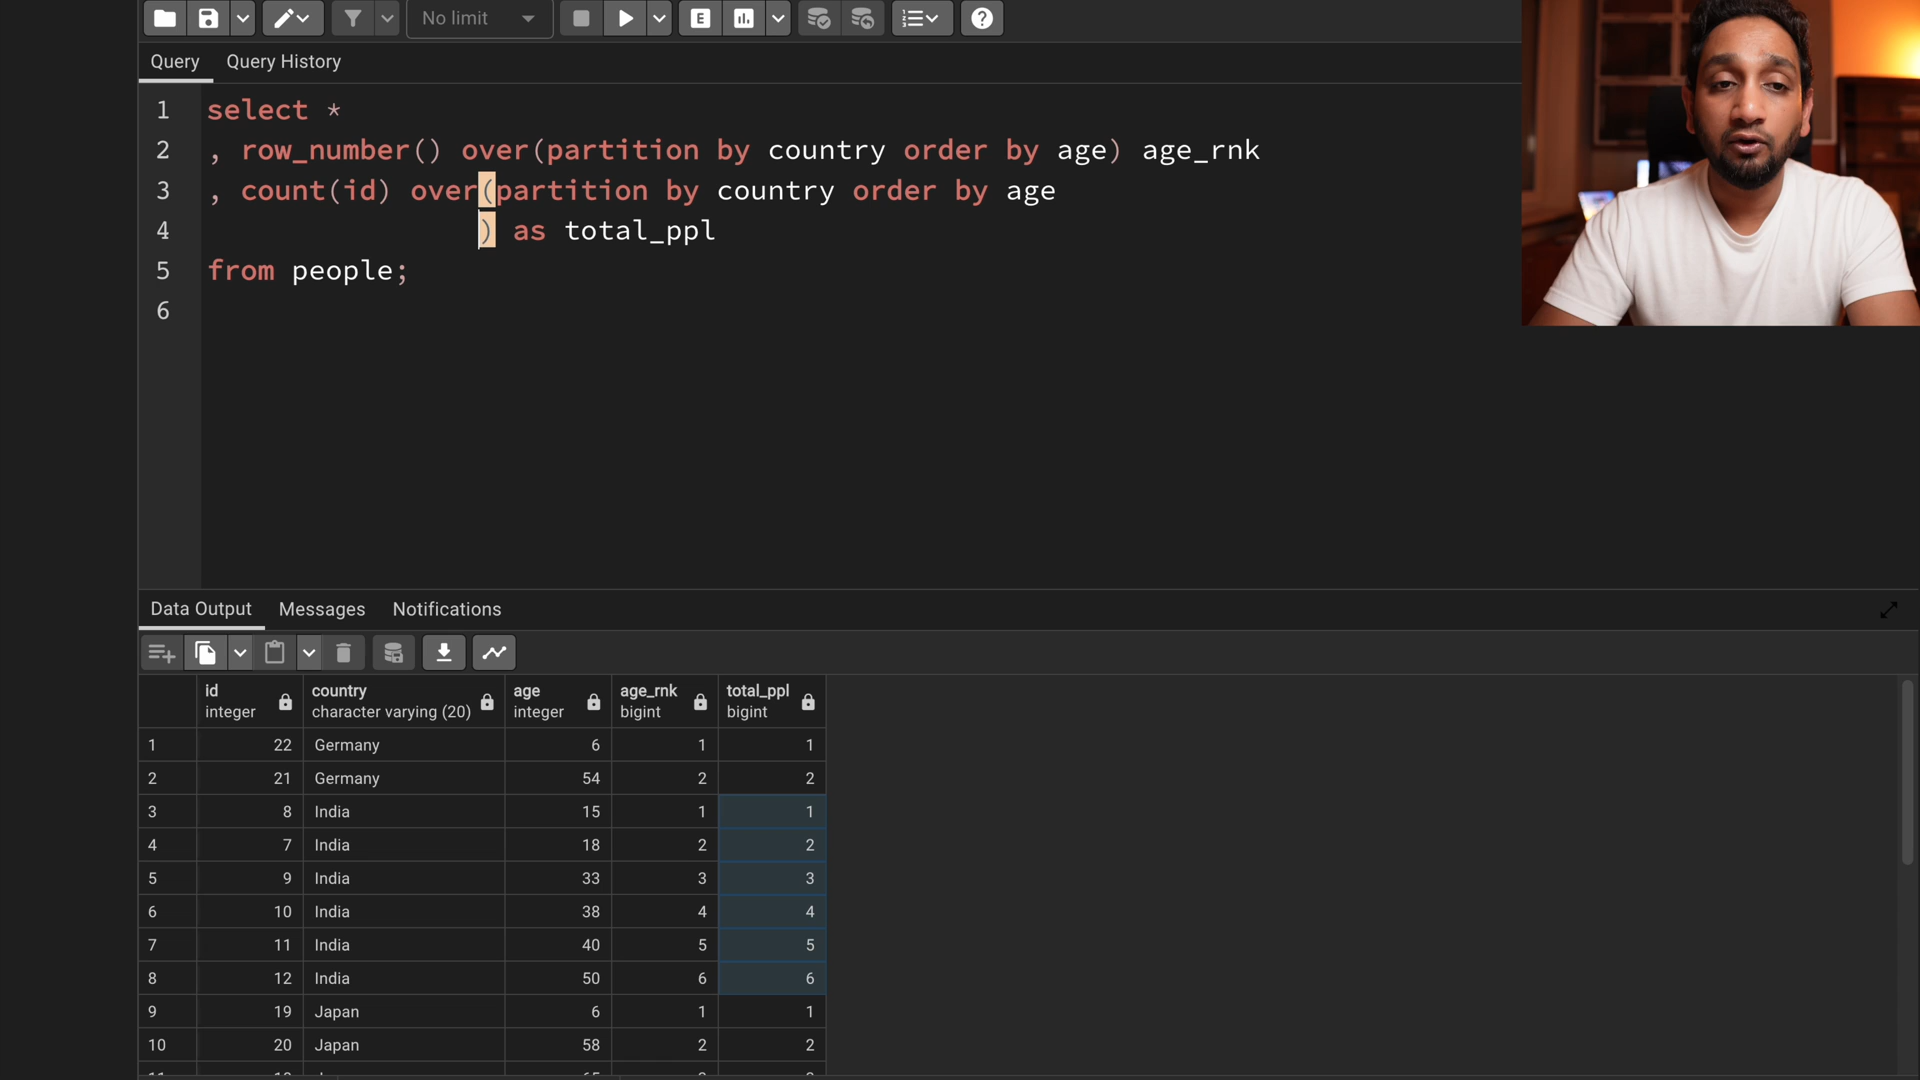 No limit
E
Query Query History
1 select *
2 , row_number() over(partition by country order by age) age_rnk
3 , count(id) over(partition by country order by age
4 ) as total_ppl
5 from people;
6
Data Output Messages Notifications
id country age age_rnk total_ppl
integer character varying (20) integer bigint bigint
1 22 Germany 6 1 1
2 21 Germany 54 2 2
3 8 India 15 1 1
4 7 India 18 2 2
5 9 India 33 3 3
6 10 India 38 4 4
7 11 India 40 5 5
8 12 India 50 6 6
9 19 Japan 6 1 1
10 20 Japan 58 2 2